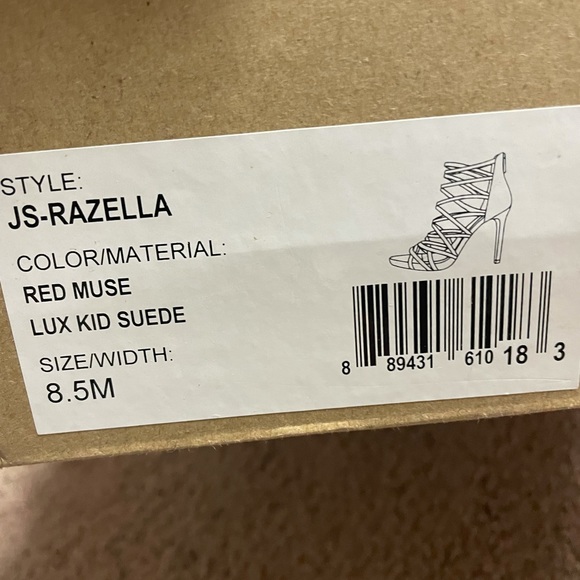 STYLE:
JS-RAZELLA
COLOR/MATERIAL:
RED MUSE
LUX KID SUEDE
SIZE/WIDTH:
8.5M
8 89431 610 18 3